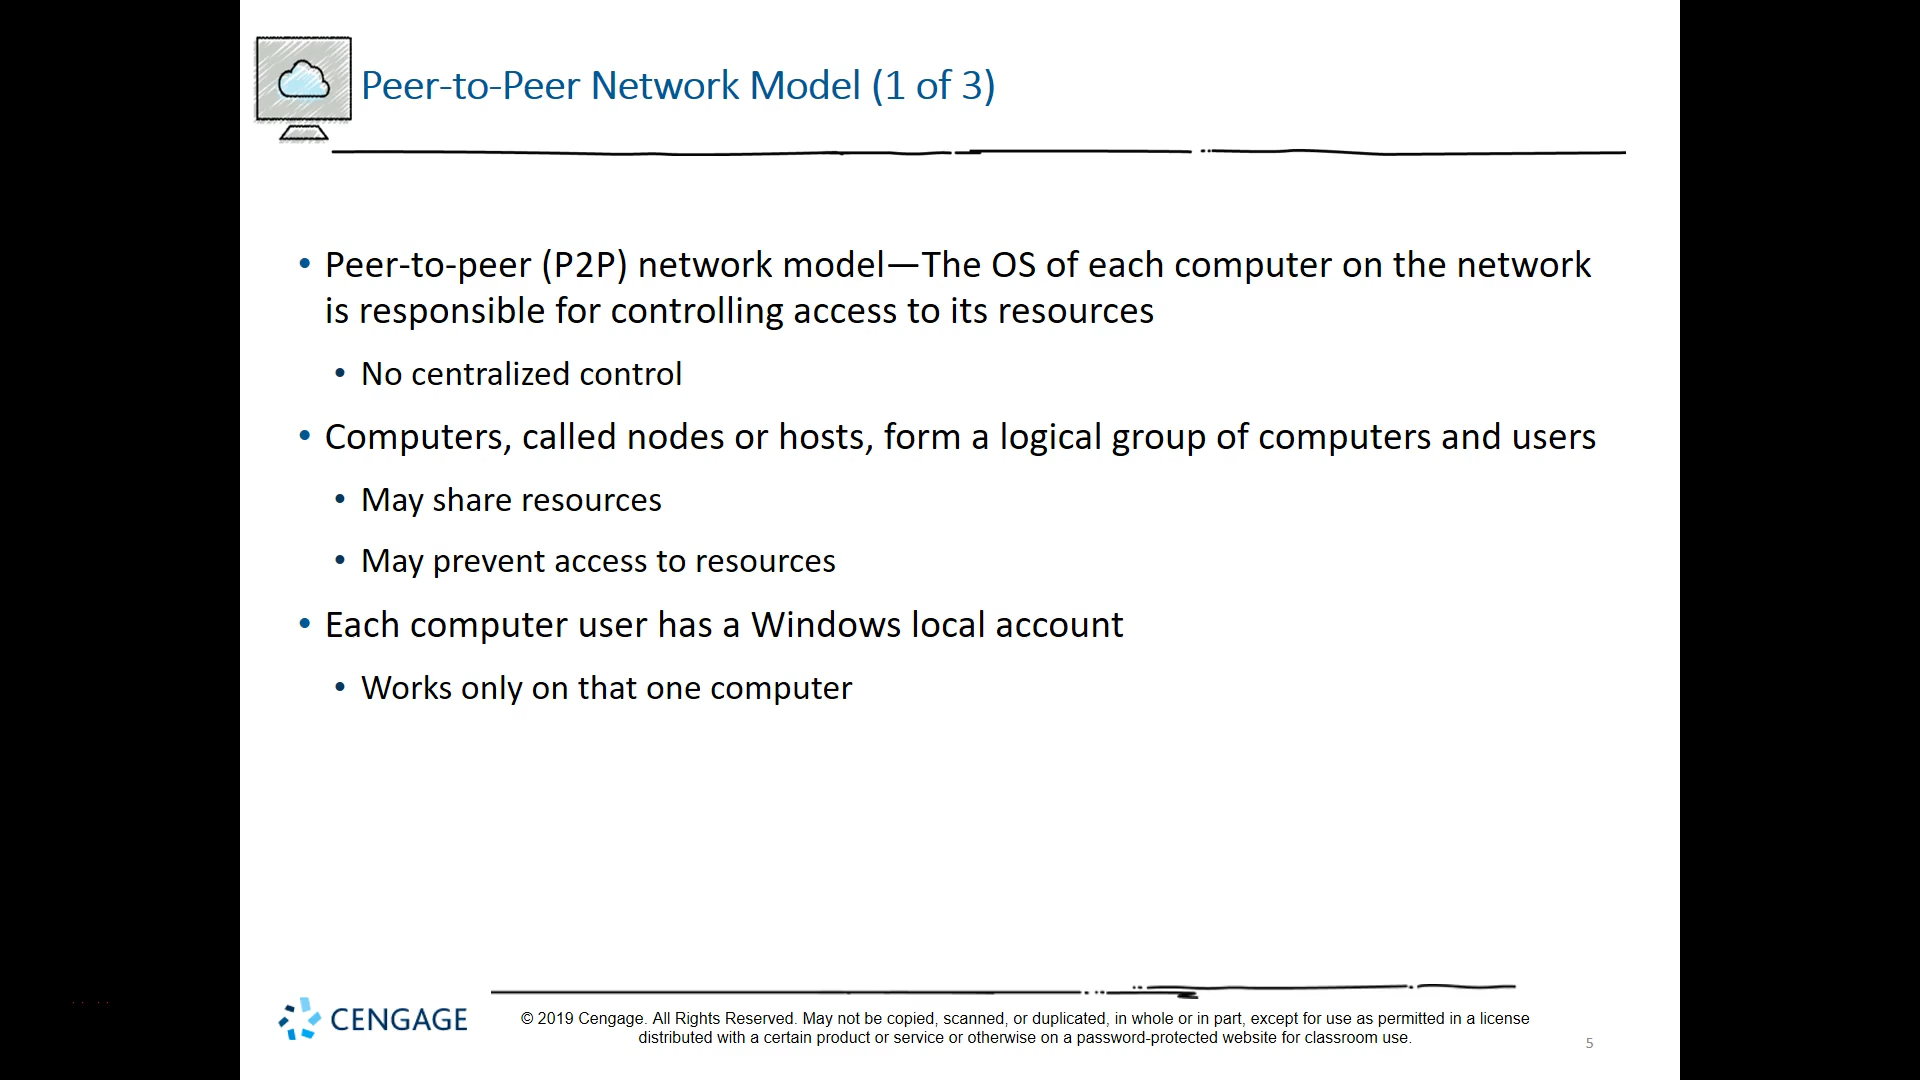 Peer-to-Peer Network Model (1 of 3)
• Peer-to-peer (P2P) network model—The OS of each computer on the network
is responsible for controlling access to its resources
• No centralized control
• Computers, called nodes or hosts, form a logical group of computers and users
• May share resources
• May prevent access to resources
• Each computer user has a Windows local account
• Works only on that one computer
CENGAGE
© 2019 Cengage. All Rights Reserved. May not be copied, scanned, or duplicated, in whole or in part, except for use as permitted in a license
distributed with a certain product or service or otherwise on a password-protected website for classroom use.
5